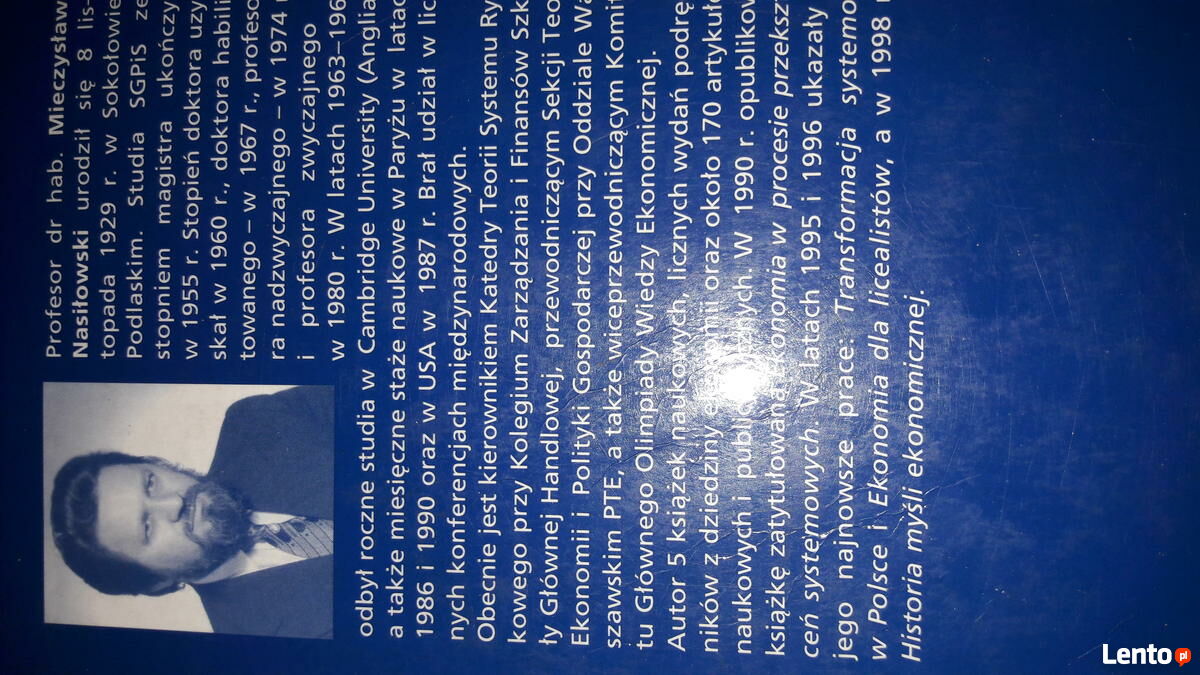 Profesor dr hab. Mieczysław
Nasiłowski urodził się 8 lis-
topada 1929 r. w Sokołowie
Podlaskim. Studia SGPiS ze
stopniem magistra ukończy
w 1955 r. Stopień doktora uzy
skał w 1960 r., doktora habili
towanego – w 1967 r., profeso
ra nadzwyczajnego – w 1974
i profesora zwyczajnego
w 1980 r. W latach 1963–196
odbył roczne studia w Cambridge University (Anglia
a także miesięczne staże naukowe w Paryżu w latac
1986 i 1990 oraz w USA w 1987 r. Brał udział w licz
nych konferencjach międzynarodowych.
Obecnie jest kierownikiem Katedry Teorii Systemu Ry
kowego przy Kolegium Zarządzania i Finansów Szk
ły Głównej Handlowej, przewodniczącym Sekcji Teo
Ekonomii i Polityki Gospodarczej przy Oddziale Wa
szawskim PTE, a także wiceprzewodniczącym Komit
tu Głównego Olimpiady Wiedzy Ekonomicznej.
Autor 5 książek naukowych, licznych wydań podrę
ników z dziedziny oraz około 170 artykułó
naukowych i W 1990 r. opublikow
książkę zatytułowaną Ekonomia w procesie przekszt
ceń systemowych. W latach 1995 i 1996 ukazały
jego najnowsze prace: Transformacja systemo
w Polsce i Ekonomia dla licealistów, a w 1998
Historia myśli ekonomicznej.
Lento.pl